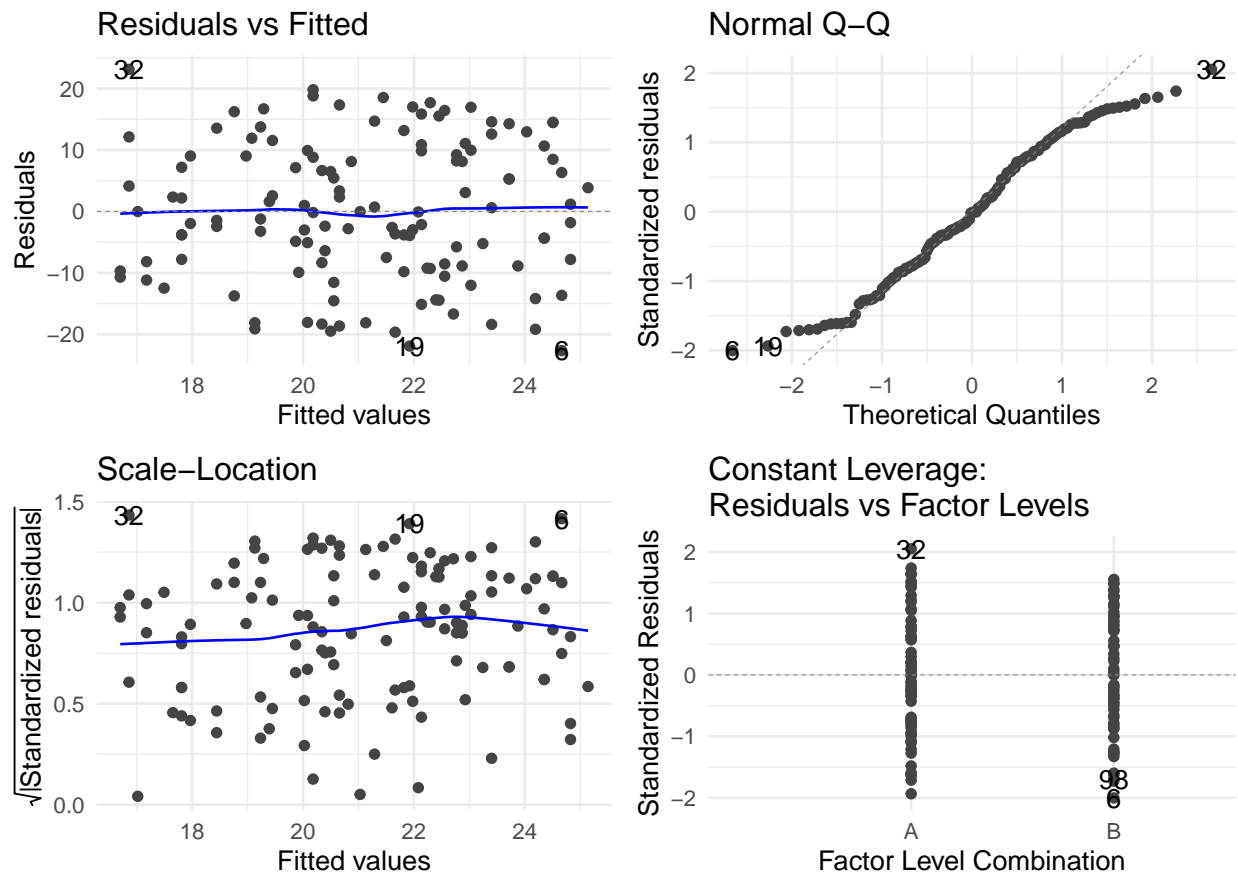 Residuals vs Fitted
32
19
6
20
10
0
−10
−20
Residuals
18 20 22 24
Fitted values
Normal Q−Q
32
6 19
2
1
0
−1
−2
Standardized residuals
−2 −1 0 1 2
Theoretical Quantiles
Scale−Location
32
19
6
1.5
1.0
0.5
0.0
√|Standardized residuals|
18 20 22 24
Fitted values
Constant Leverage:
Residuals vs Factor Levels
32
98
6
2
1
0
−1
−2
Standardized Residuals
A B
Factor Level Combination